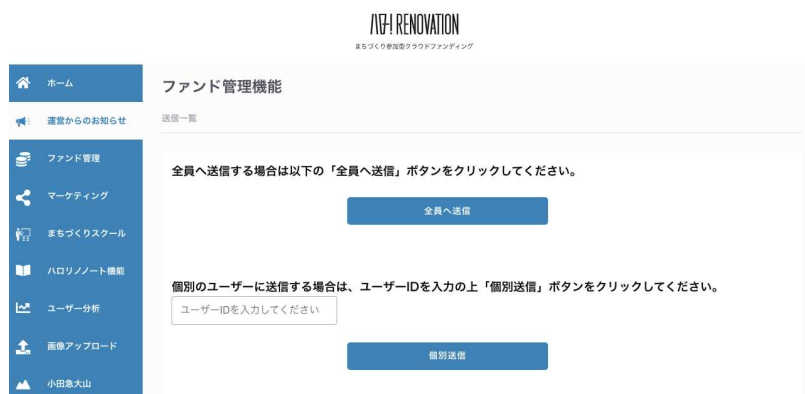 ハロー! RENOVATION
まちづくり参加型クラウドファンディング
ホーム
運営からのお知らせ
ファンド管理
マーケティング
まちづくりスクール
ハロリノノート機能
ユーザー分析
画像アップロード
小田急大山
ファンド管理機能
送信一覧
全員へ送信する場合は以下の「全員へ送信」ボタンをクリックしてください。
全員へ送信
個別のユーザーに送信する場合は、ユーザーIDを入力の上「個別送信」ボタンをクリックしてください。
ユーザーIDを入力してください
個別送信